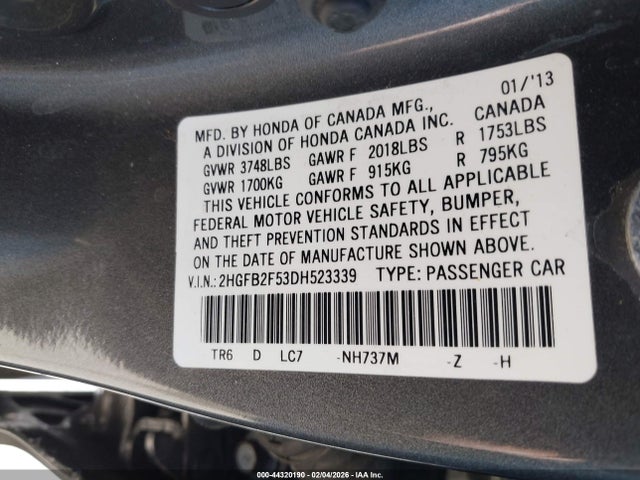 01/'13
MFD. BY HONDA OF CANADA MFG., CANADA
A DIVISION OF HONDA CANADA INC.
GVWR 3748LBS GAWR F 2018LBS R 1753LBS
GVWR 1700KG GAWR F 915KG R 795KG
THIS VEHICLE CONFORMS TO ALL APPLICABLE
FEDERAL MOTOR VEHICLE SAFETY, BUMPER,
AND THEFT PREVENTION STANDARDS IN EFFECT
ON THE DATE OF MANUFACTURE SHOWN ABOVE.
V.I.N.: 2HGFB2F53DH523339 TYPE: PASSENGER CAR
TR6 D LC7 -NH737M -Z -H
000-44320190 - 02/04/2026 - IAA Inc.